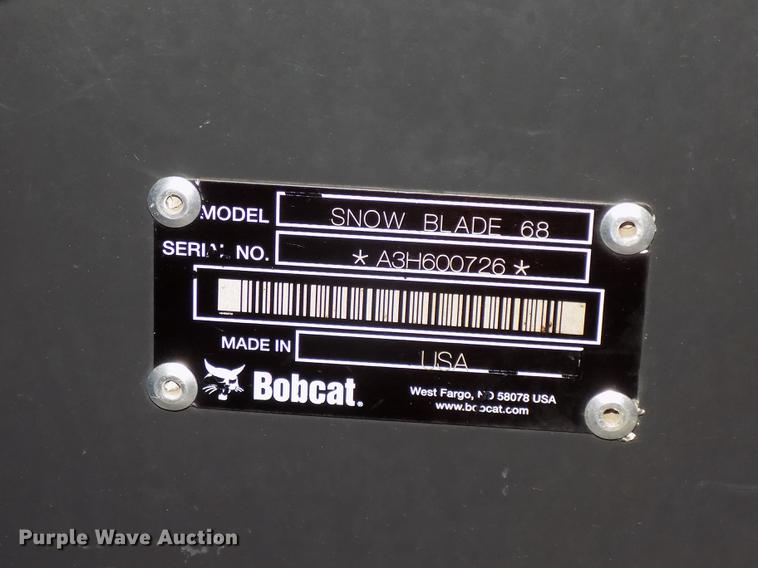 MODEL SNOW BLADE 68
SERIAL NO. *A3H600726*
MADE IN USA
Bobcat.
West Fargo, ND 58078 USA
www.bobcat.com
Purple Wave Auction